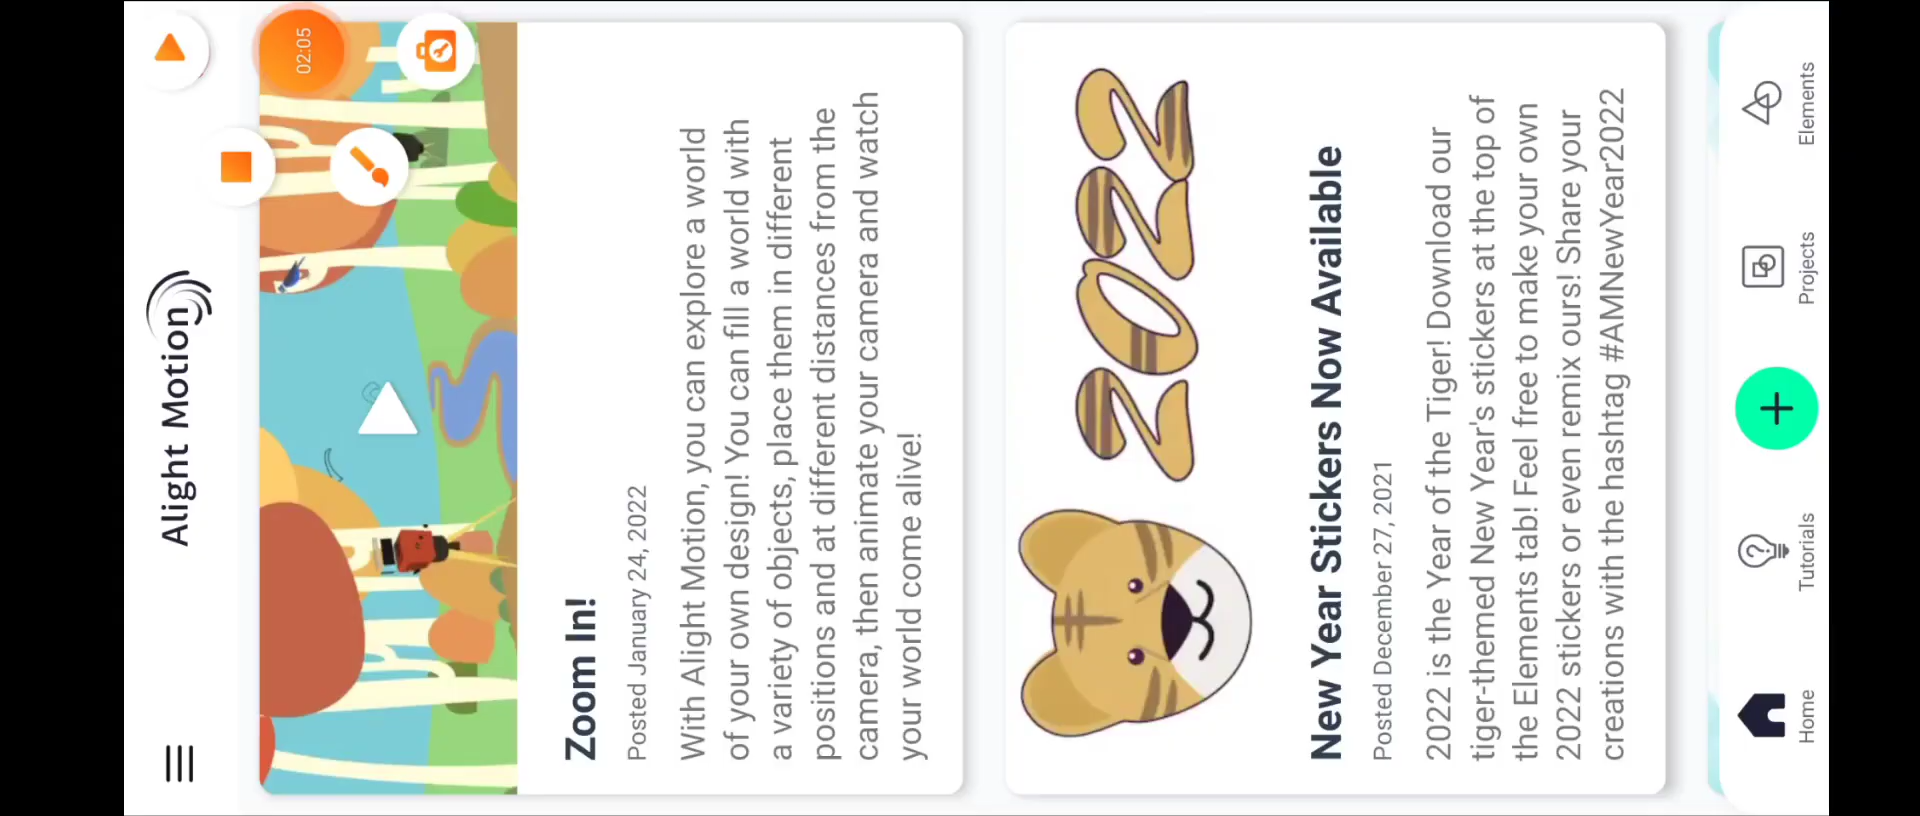 Alight Motion
02:05
Zoom In!
Posted January 24, 2022
With Alight Motion, you can explore a world
of your own design! You can fill a world with
a variety of objects, place them in different
positions and at different distances from the
camera, then animate your camera and watch
your world come alive!
2022
New Year Stickers Now Available
Posted December 27, 2021
2022 is the Year of the Tiger! Download our
tiger-themed New Year's stickers at the top of
the Elements tab! Feel free to make your own
2022 stickers or even remix ours! Share your
creations with the hashtag #AMNewYear2022
Home
Tutorials
Projects
Elements